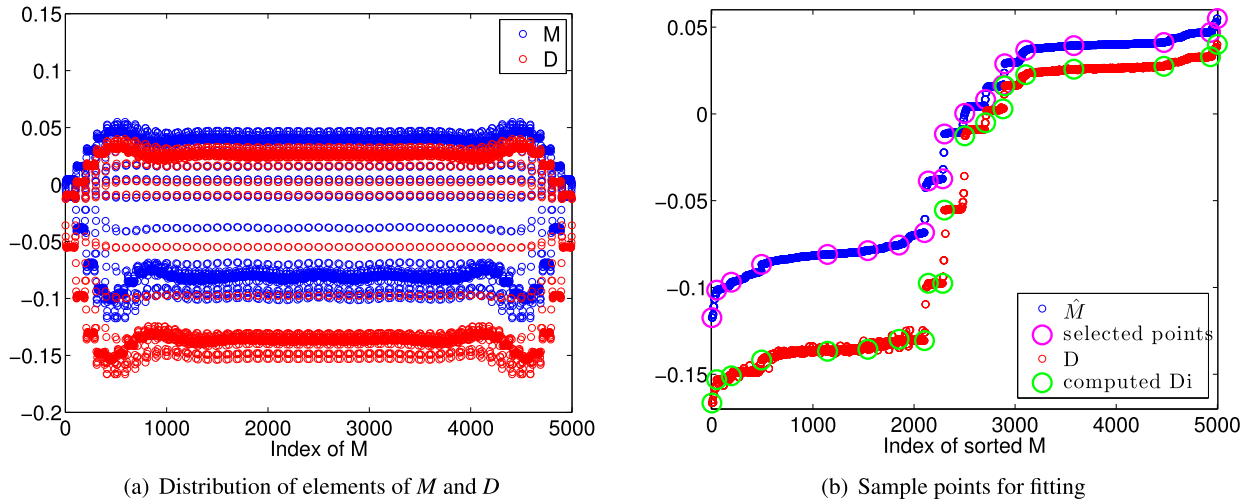 0.15
0.1
0.05
0
−0.05
−0.1
−0.15
−0.2
0 1000 2000 3000 4000 5000
Index of M
M
D
(a) Distribution of elements of M and D
0.05
0
−0.05
−0.1
−0.15
0 1000 2000 3000 4000 5000
Index of sorted M
M̂
selected points
D
computed Di
(b) Sample points for fitting